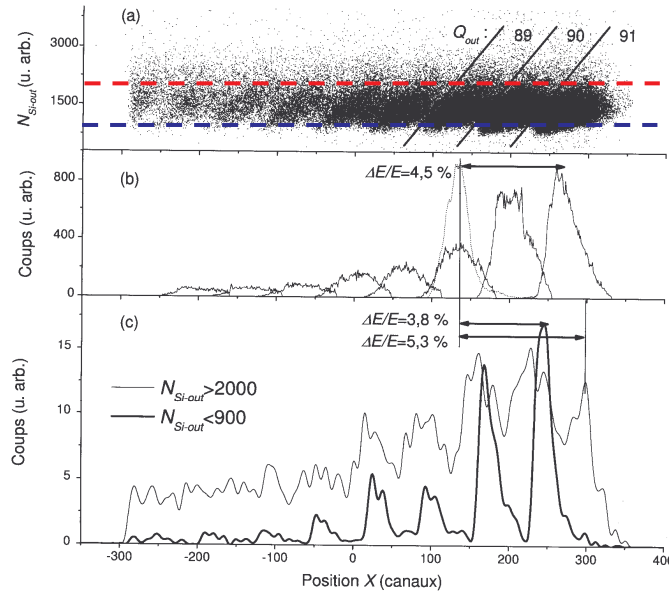 (a)
Q_out : 89 90 91
3000
1500
0
N_Si-out (u. arb.)
(b)
ΔE/E=4,5 %
800
400
0
Coups (u. arb.)
(c)
ΔE/E=3,8 %
ΔE/E=5,3 %
15
10
5
0
Coups (u. arb.)
N_Si-out>2000
N_Si-out<900
-300 -200 -100 0 100 200 300 400
Position X (canaux)